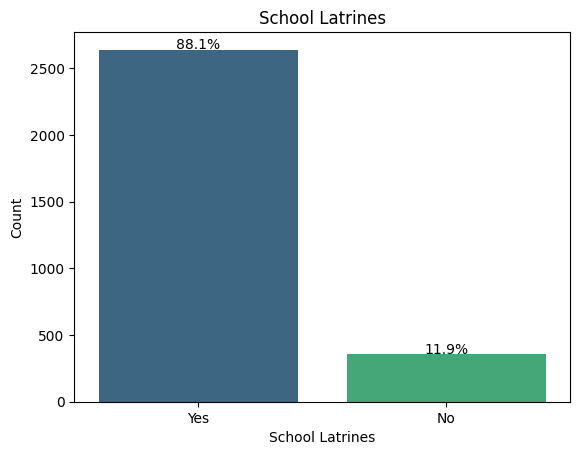 School Latrines
88.1%
2500
2000
1500
1000
500
0
11.9%
Count
Yes
No
School Latrines